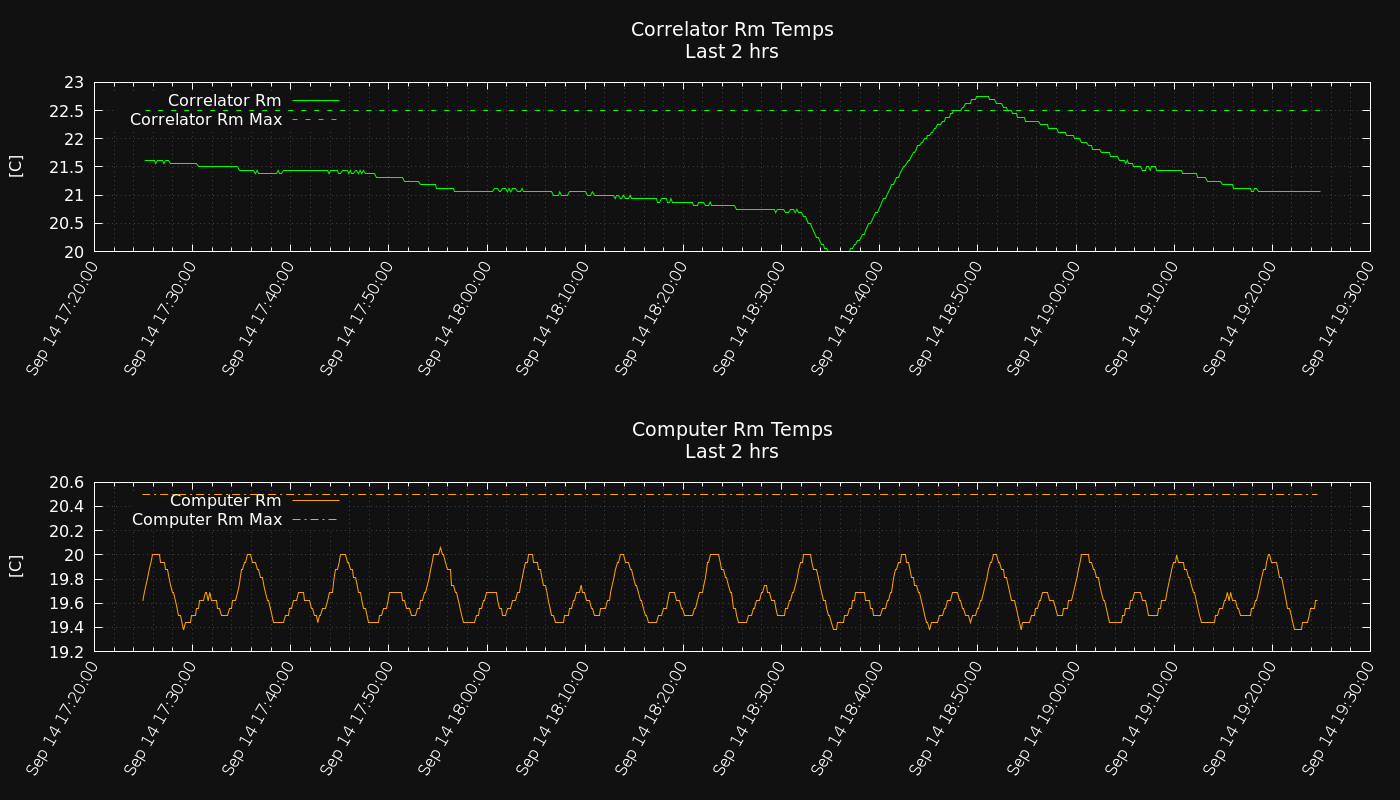 Correlator Rm Temps
Last 2 hrs
[C]
23
22.5
22
21.5
21
20.5
20
Correlator Rm
Correlator Rm Max
Sep 14 17:20:00
Sep 14 17:30:00
Sep 14 17:40:00
Sep 14 17:50:00
Sep 14 18:00:00
Sep 14 18:10:00
Sep 14 18:20:00
Sep 14 18:30:00
Sep 14 18:40:00
Sep 14 18:50:00
Sep 14 19:00:00
Sep 14 19:10:00
Sep 14 19:20:00
Sep 14 19:30:00
Computer Rm Temps
Last 2 hrs
[C]
20.6
20.4
20.2
20
19.8
19.6
19.4
19.2
Computer Rm
Computer Rm Max
Sep 14 17:20:00
Sep 14 17:30:00
Sep 14 17:40:00
Sep 14 17:50:00
Sep 14 18:00:00
Sep 14 18:10:00
Sep 14 18:20:00
Sep 14 18:30:00
Sep 14 18:40:00
Sep 14 18:50:00
Sep 14 19:00:00
Sep 14 19:10:00
Sep 14 19:20:00
Sep 14 19:30:00